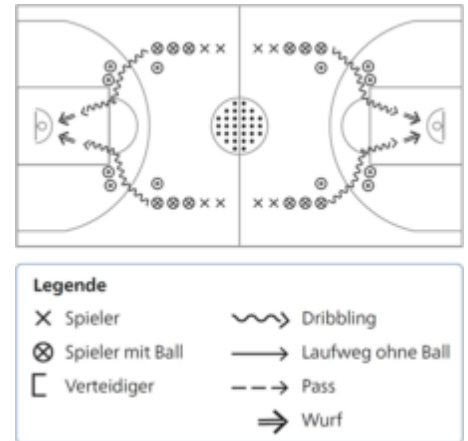 Legende
Spieler
Dribbling
Spieler mit Ball
Laufweg ohne Ball
Verteidiger
Pass
Wurf